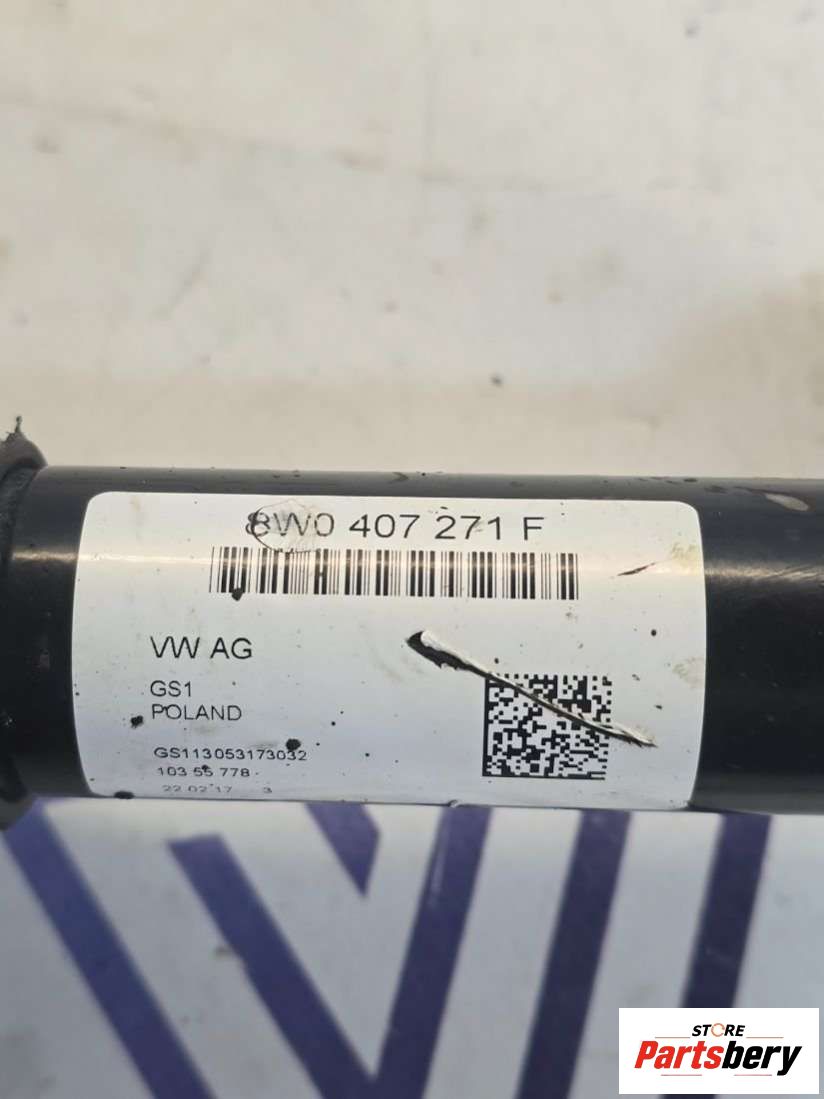 8W0 407 271 F
VW AG
GS1
POLAND
GS113053173032
103 55 778
22 02 17 3
STORE
Partsbery